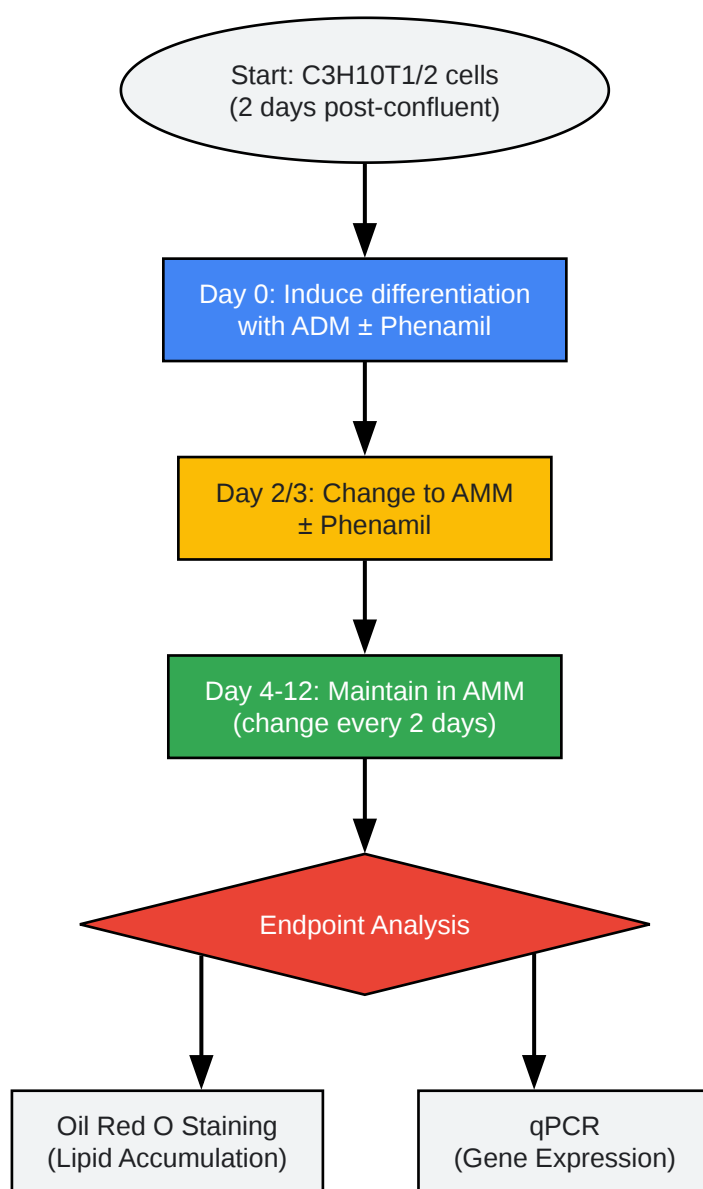 Start: C3H10T1/2 cells
(2 days post-confluent)
Day 0: Induce differentiation
with ADM ± Phenamil
Day 2/3: Change to AMM
± Phenamil
Day 4-12: Maintain in AMM
(change every 2 days)
Endpoint Analysis
Oil Red O Staining
(Lipid Accumulation)
qPCR
(Gene Expression)